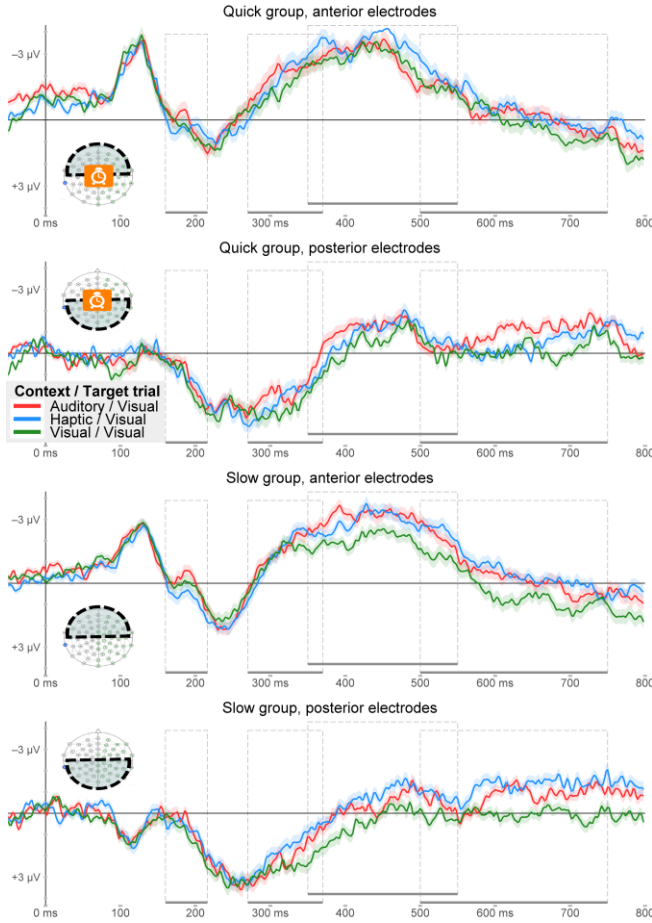 Quick group, anterior electrodes
–3 µV
+3 µV
0 ms 100 200 300 ms 400 500 600 ms 700 800
Quick group, posterior electrodes
–3 µV
Context / Target trial
Auditory / Visual
Haptic / Visual
Visual / Visual
0 ms 100 200 300 ms 400 500 600 ms 700 800
Slow group, anterior electrodes
–3 µV
+3 µV
0 ms 100 200 300 ms 400 500 600 ms 700 800
Slow group, posterior electrodes
–3 µV
+3 µV
0 ms 100 200 300 ms 400 500 600 ms 700 800